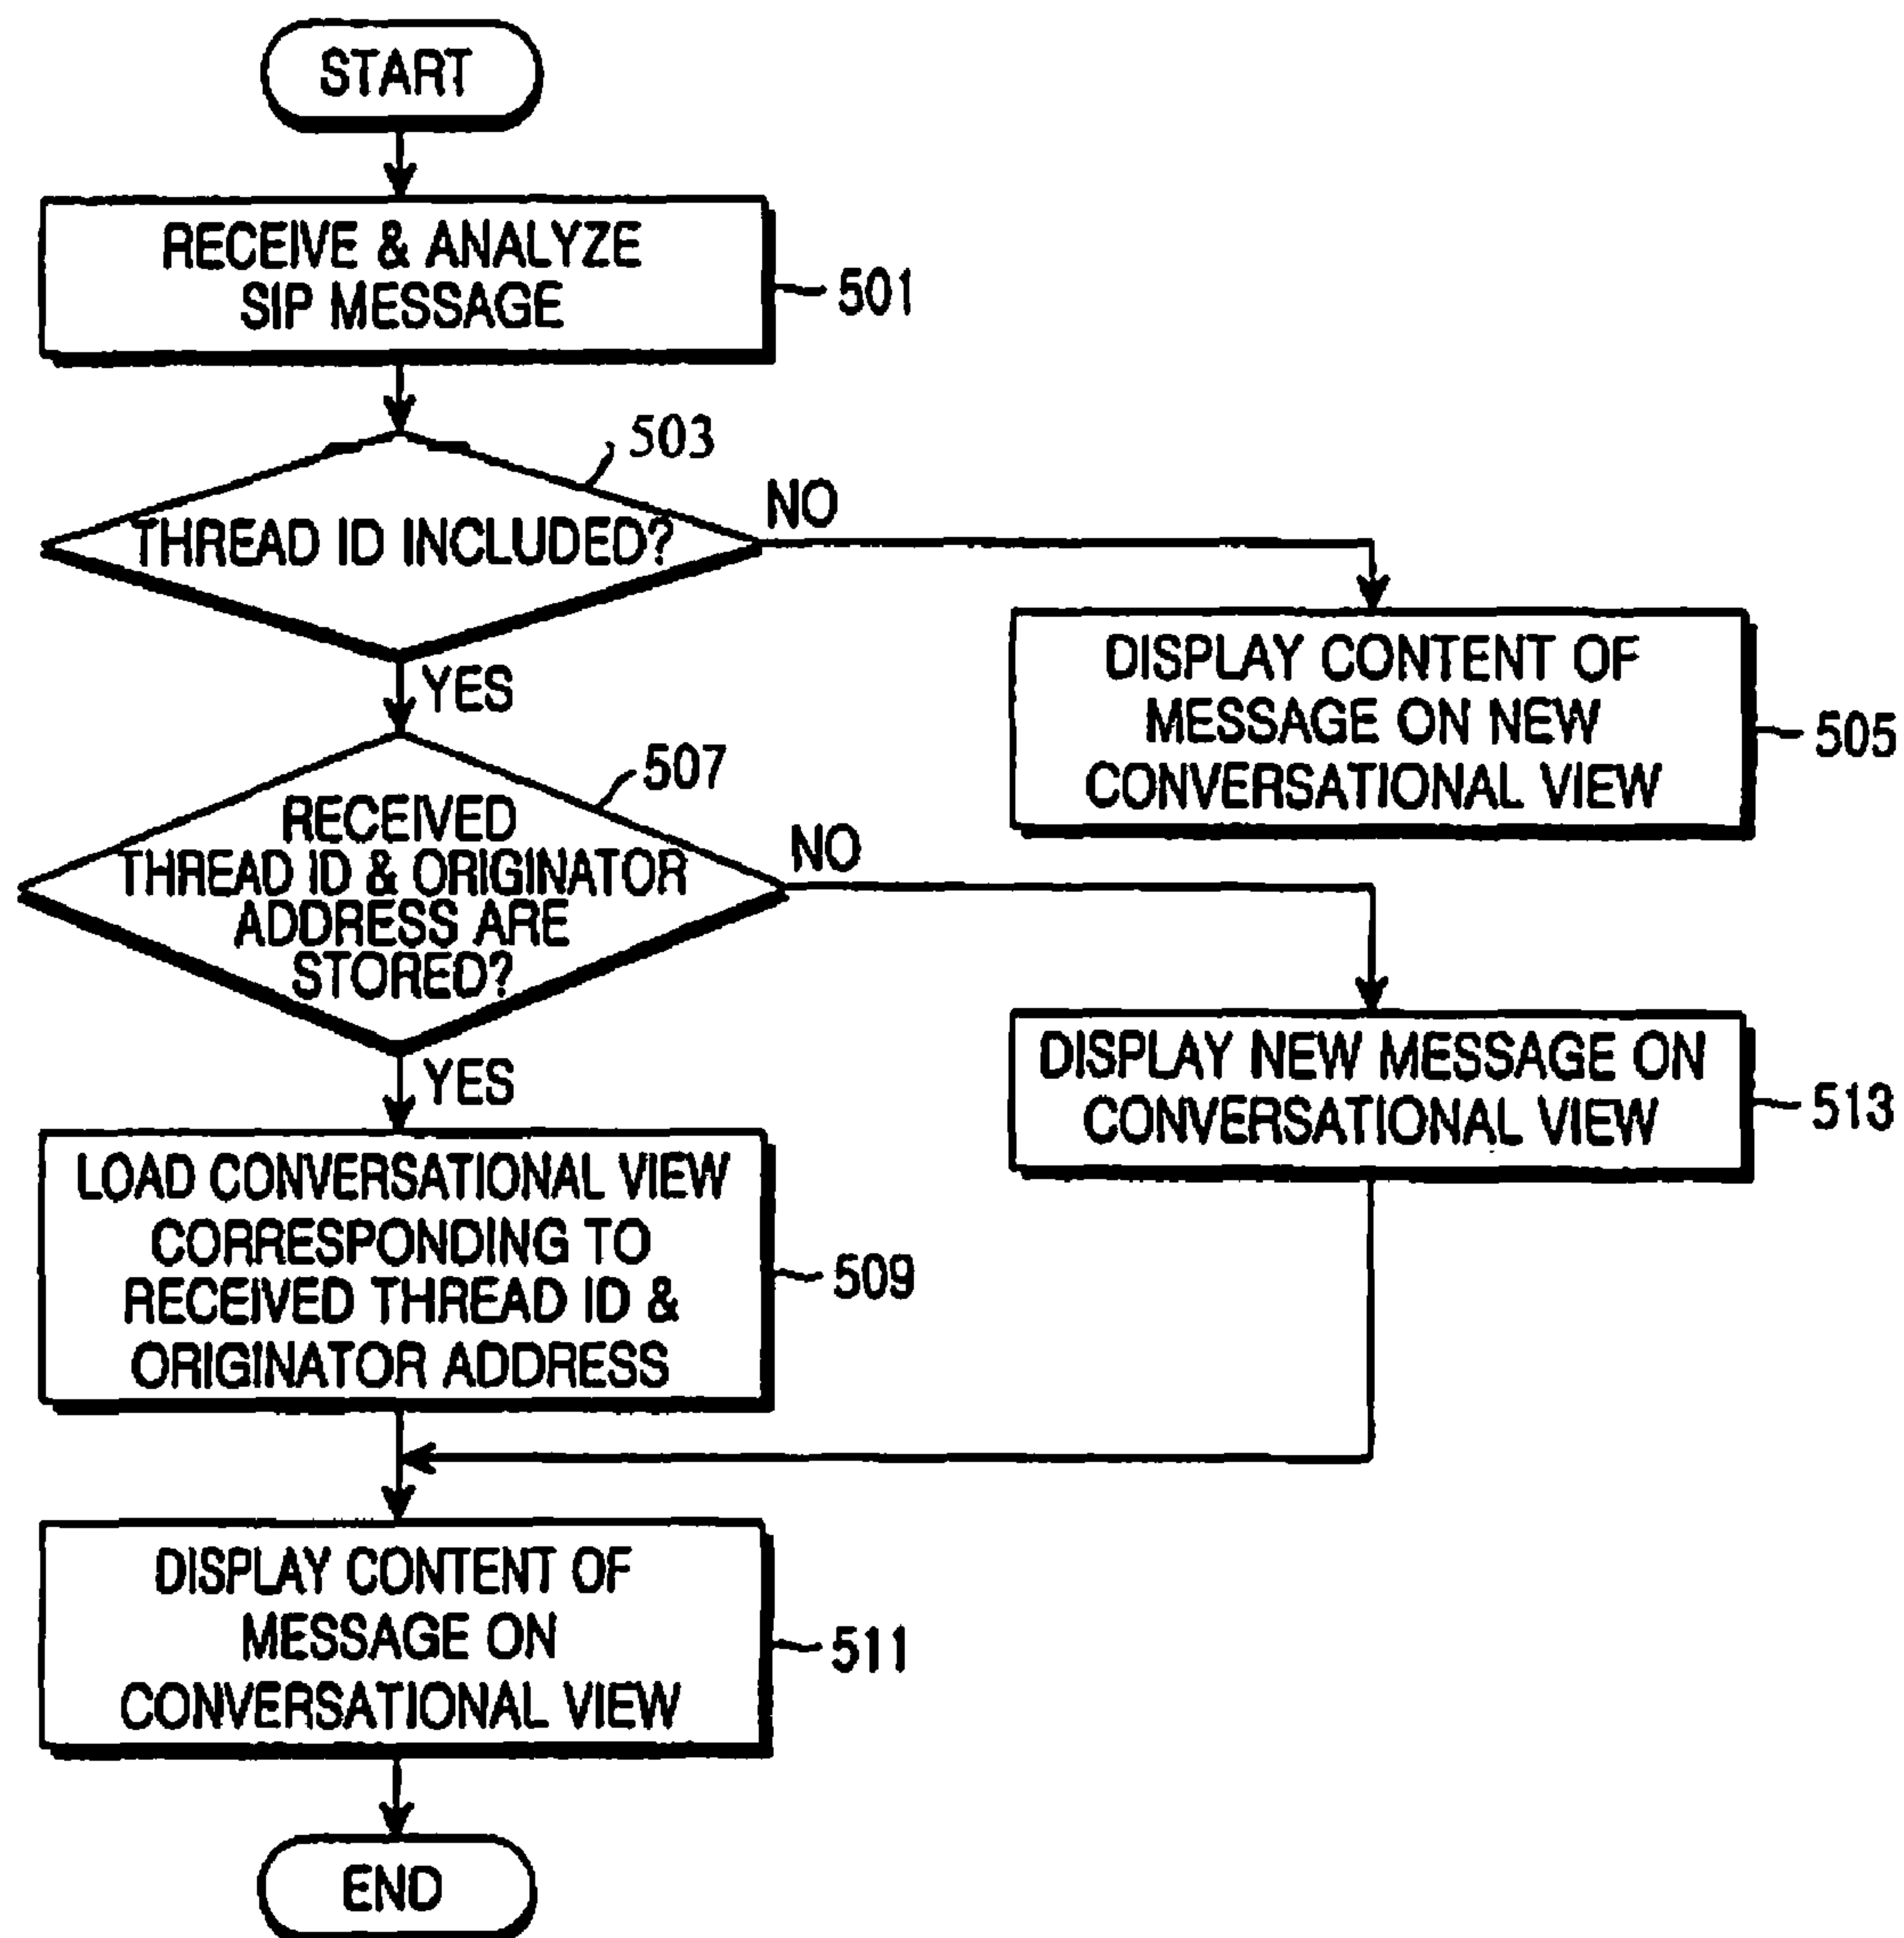 START
RECEIVE & ANALYZE
SIP MESSAGE
501
503
THREAD ID INCLUDED?
NO
YES
DISPLAY CONTENT OF
MESSAGE ON NEW
CONVERSATIONAL VIEW
505
507
RECEIVED
THREAD ID & ORIGINATOR
ADDRESS ARE
STORED?
NO
YES
DISPLAY NEW MESSAGE ON
CONVERSATIONAL VIEW
513
LOAD CONVERSATIONAL VIEW
CORRESPONDING TO
RECEIVED THREAD ID &
ORIGINATOR ADDRESS
509
DISPLAY CONTENT OF
MESSAGE ON
CONVERSATIONAL VIEW
511
END